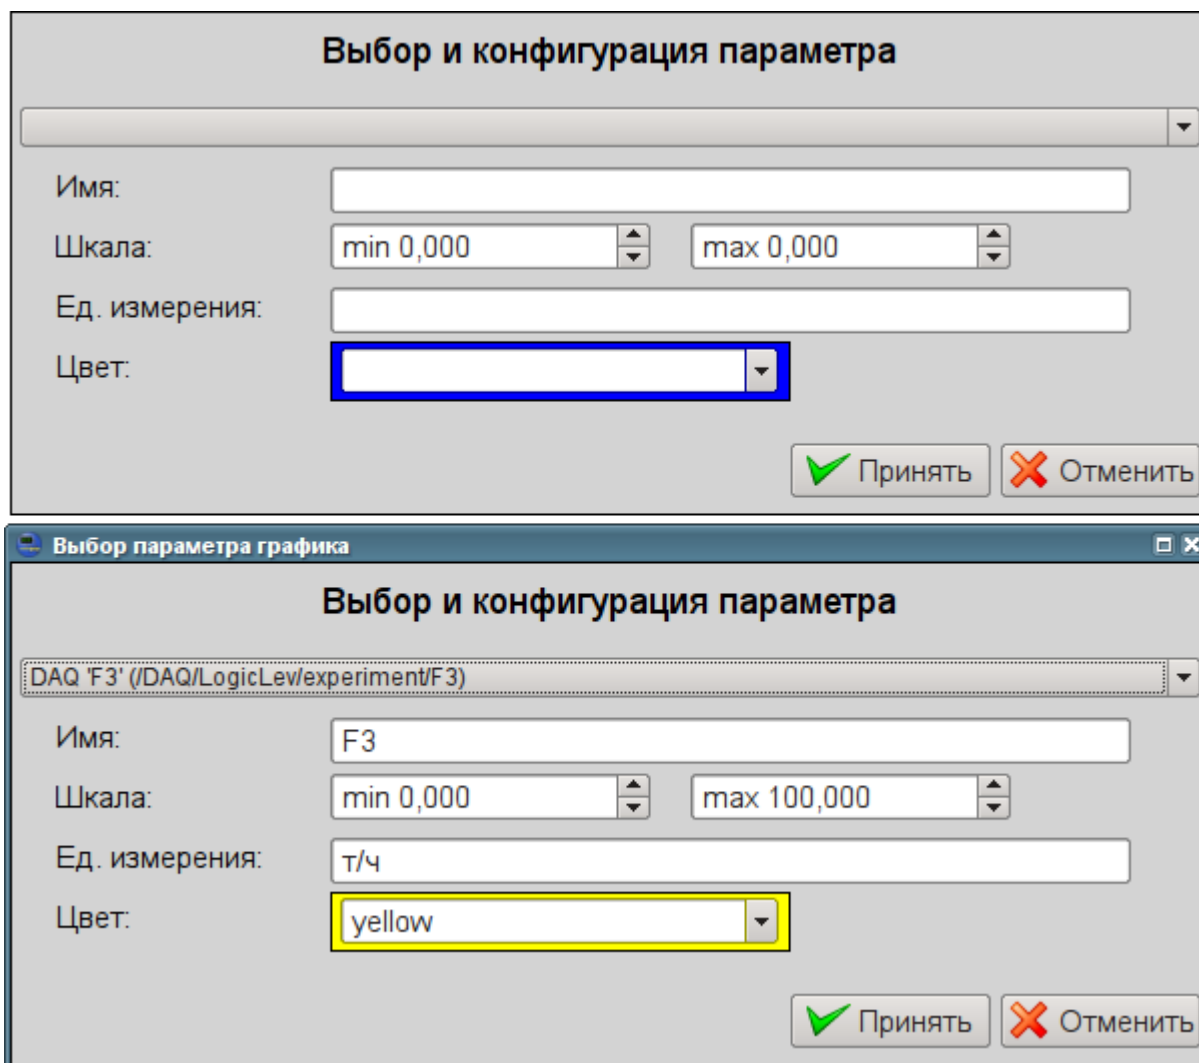 Выбор и конфигурация параметра
Имя:
Шкала: min 0,000 max 0,000
Ед. измерения:
Цвет:
Принять Отменить
Выбор параметра графика
Выбор и конфигурация параметра
DAQ 'F3' (/DAQ/LogicLev/experiment/F3)
Имя: F3
Шкала: min 0,000 max 100,000
Ед. измерения: т/ч
Цвет: yellow
Принять Отменить